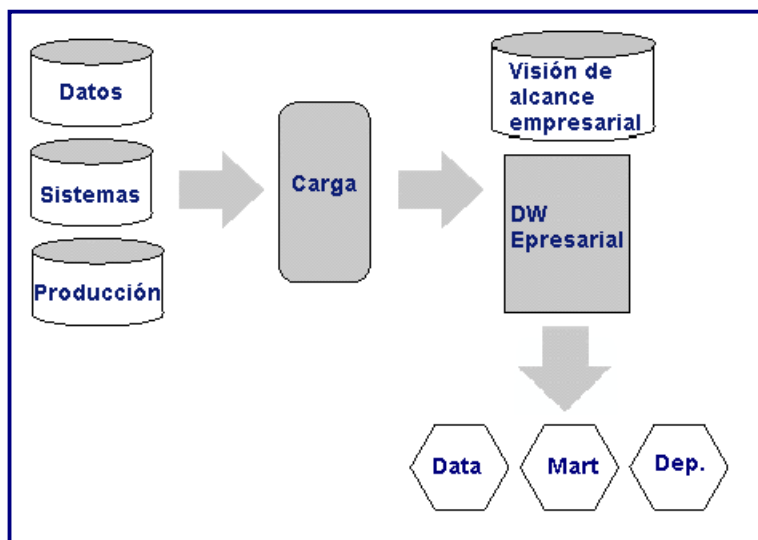 Datos
Sistemas
Producción
Carga
Visión de
alcance
empresarial
DW
Epresarial
Data
Mart
Dep.